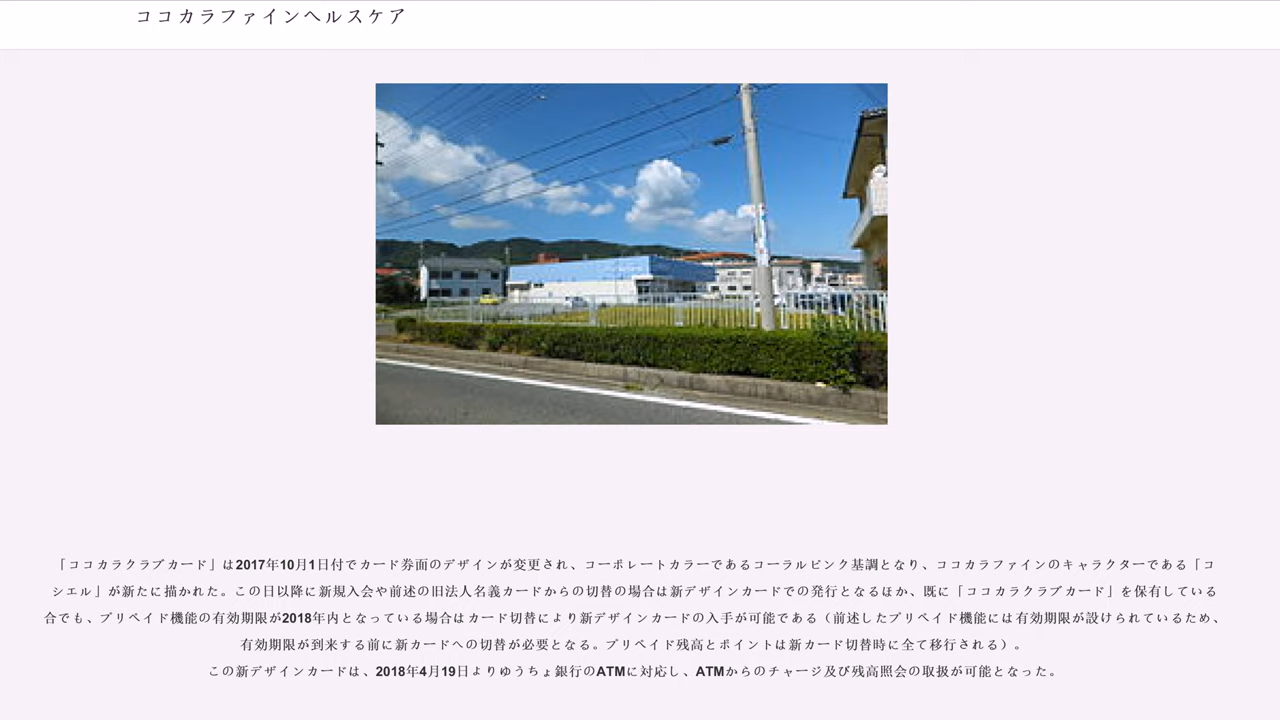 ココカラファインヘルスケア
「ココカラクラブカード」は2017年10月1日付でカード券面のデザインが変更され、コーポレートカラーであるコーラルピンク基調となり、ココカラファインのキャラクターである「コ
シエル」が新たに描かれた。この日以降に新規入会や前述の旧法人名義カードからの切替の場合は新デザインカードでの発行となるほか、既に「ココカラクラブカード」を保有している
合でも、プリペイド機能の有効期限が2018年内となっている場合はカード切替により新デザインカードの入手が可能である（前述したプリペイド機能には有効期限が設けられているため、
有効期限が到来する前に新カードへの切替が必要となる。プリペイド残高とポイントは新カード切替時に全て移行される）。
この新デザインカードは、2018年4月19日よりゆうちょ銀行のATMに対応し、ATMからのチャージ及び残高照会の取扱が可能となった。